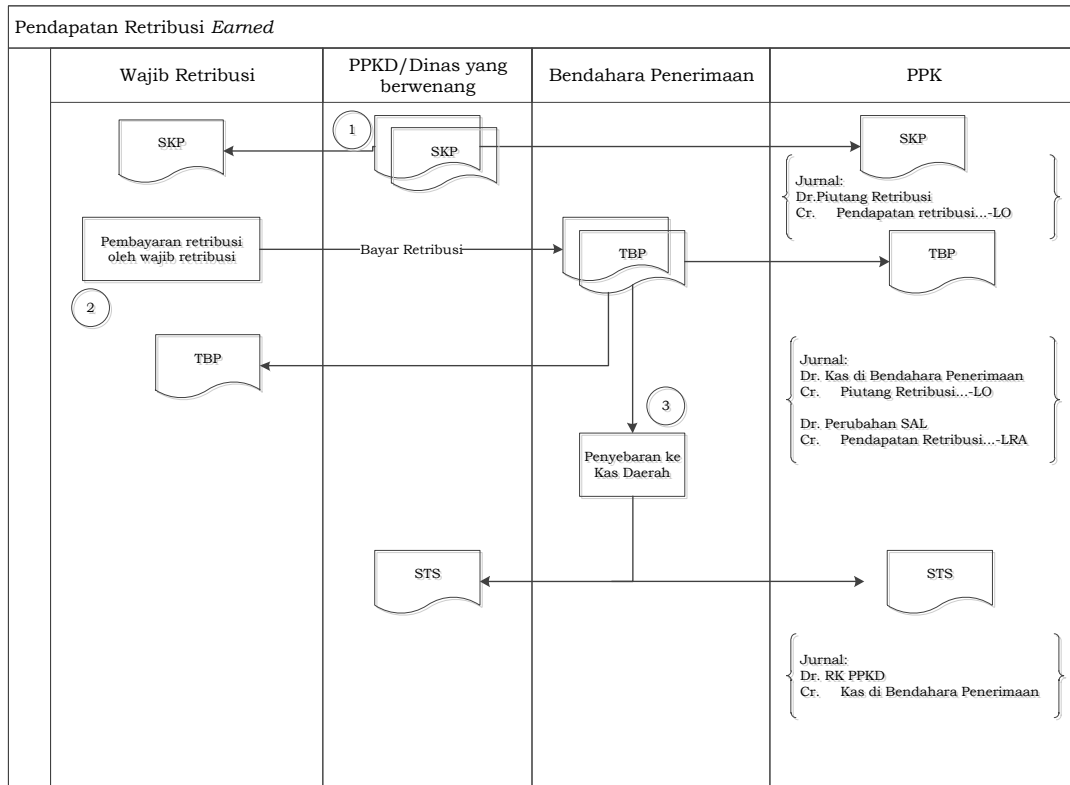 Pendapatan Retribusi Earned
Wajib Retribusi
PPKD/Dinas yang
berwenang
Bendahara Penerimaan
PPK
SKP
1
SKP
SKP
Jurnal:
Dr.Piutang Retribusi
Cr. Pendapatan retribusi...-LO
Pembayaran retribusi
oleh wajib retribusi
Bayar Retribusi
TBP
TBP
2
TBP
Jurnal:
Dr. Kas di Bendahara Penerimaan
Cr. Piutang Retribusi...-LO
Dr. Perubahan SAL
Cr. Pendapatan Retribusi...-LRA
3
Penyebaran ke
Kas Daerah
STS
STS
Jurnal:
Dr. RK PPKD
Cr. Kas di Bendahara Penerimaan